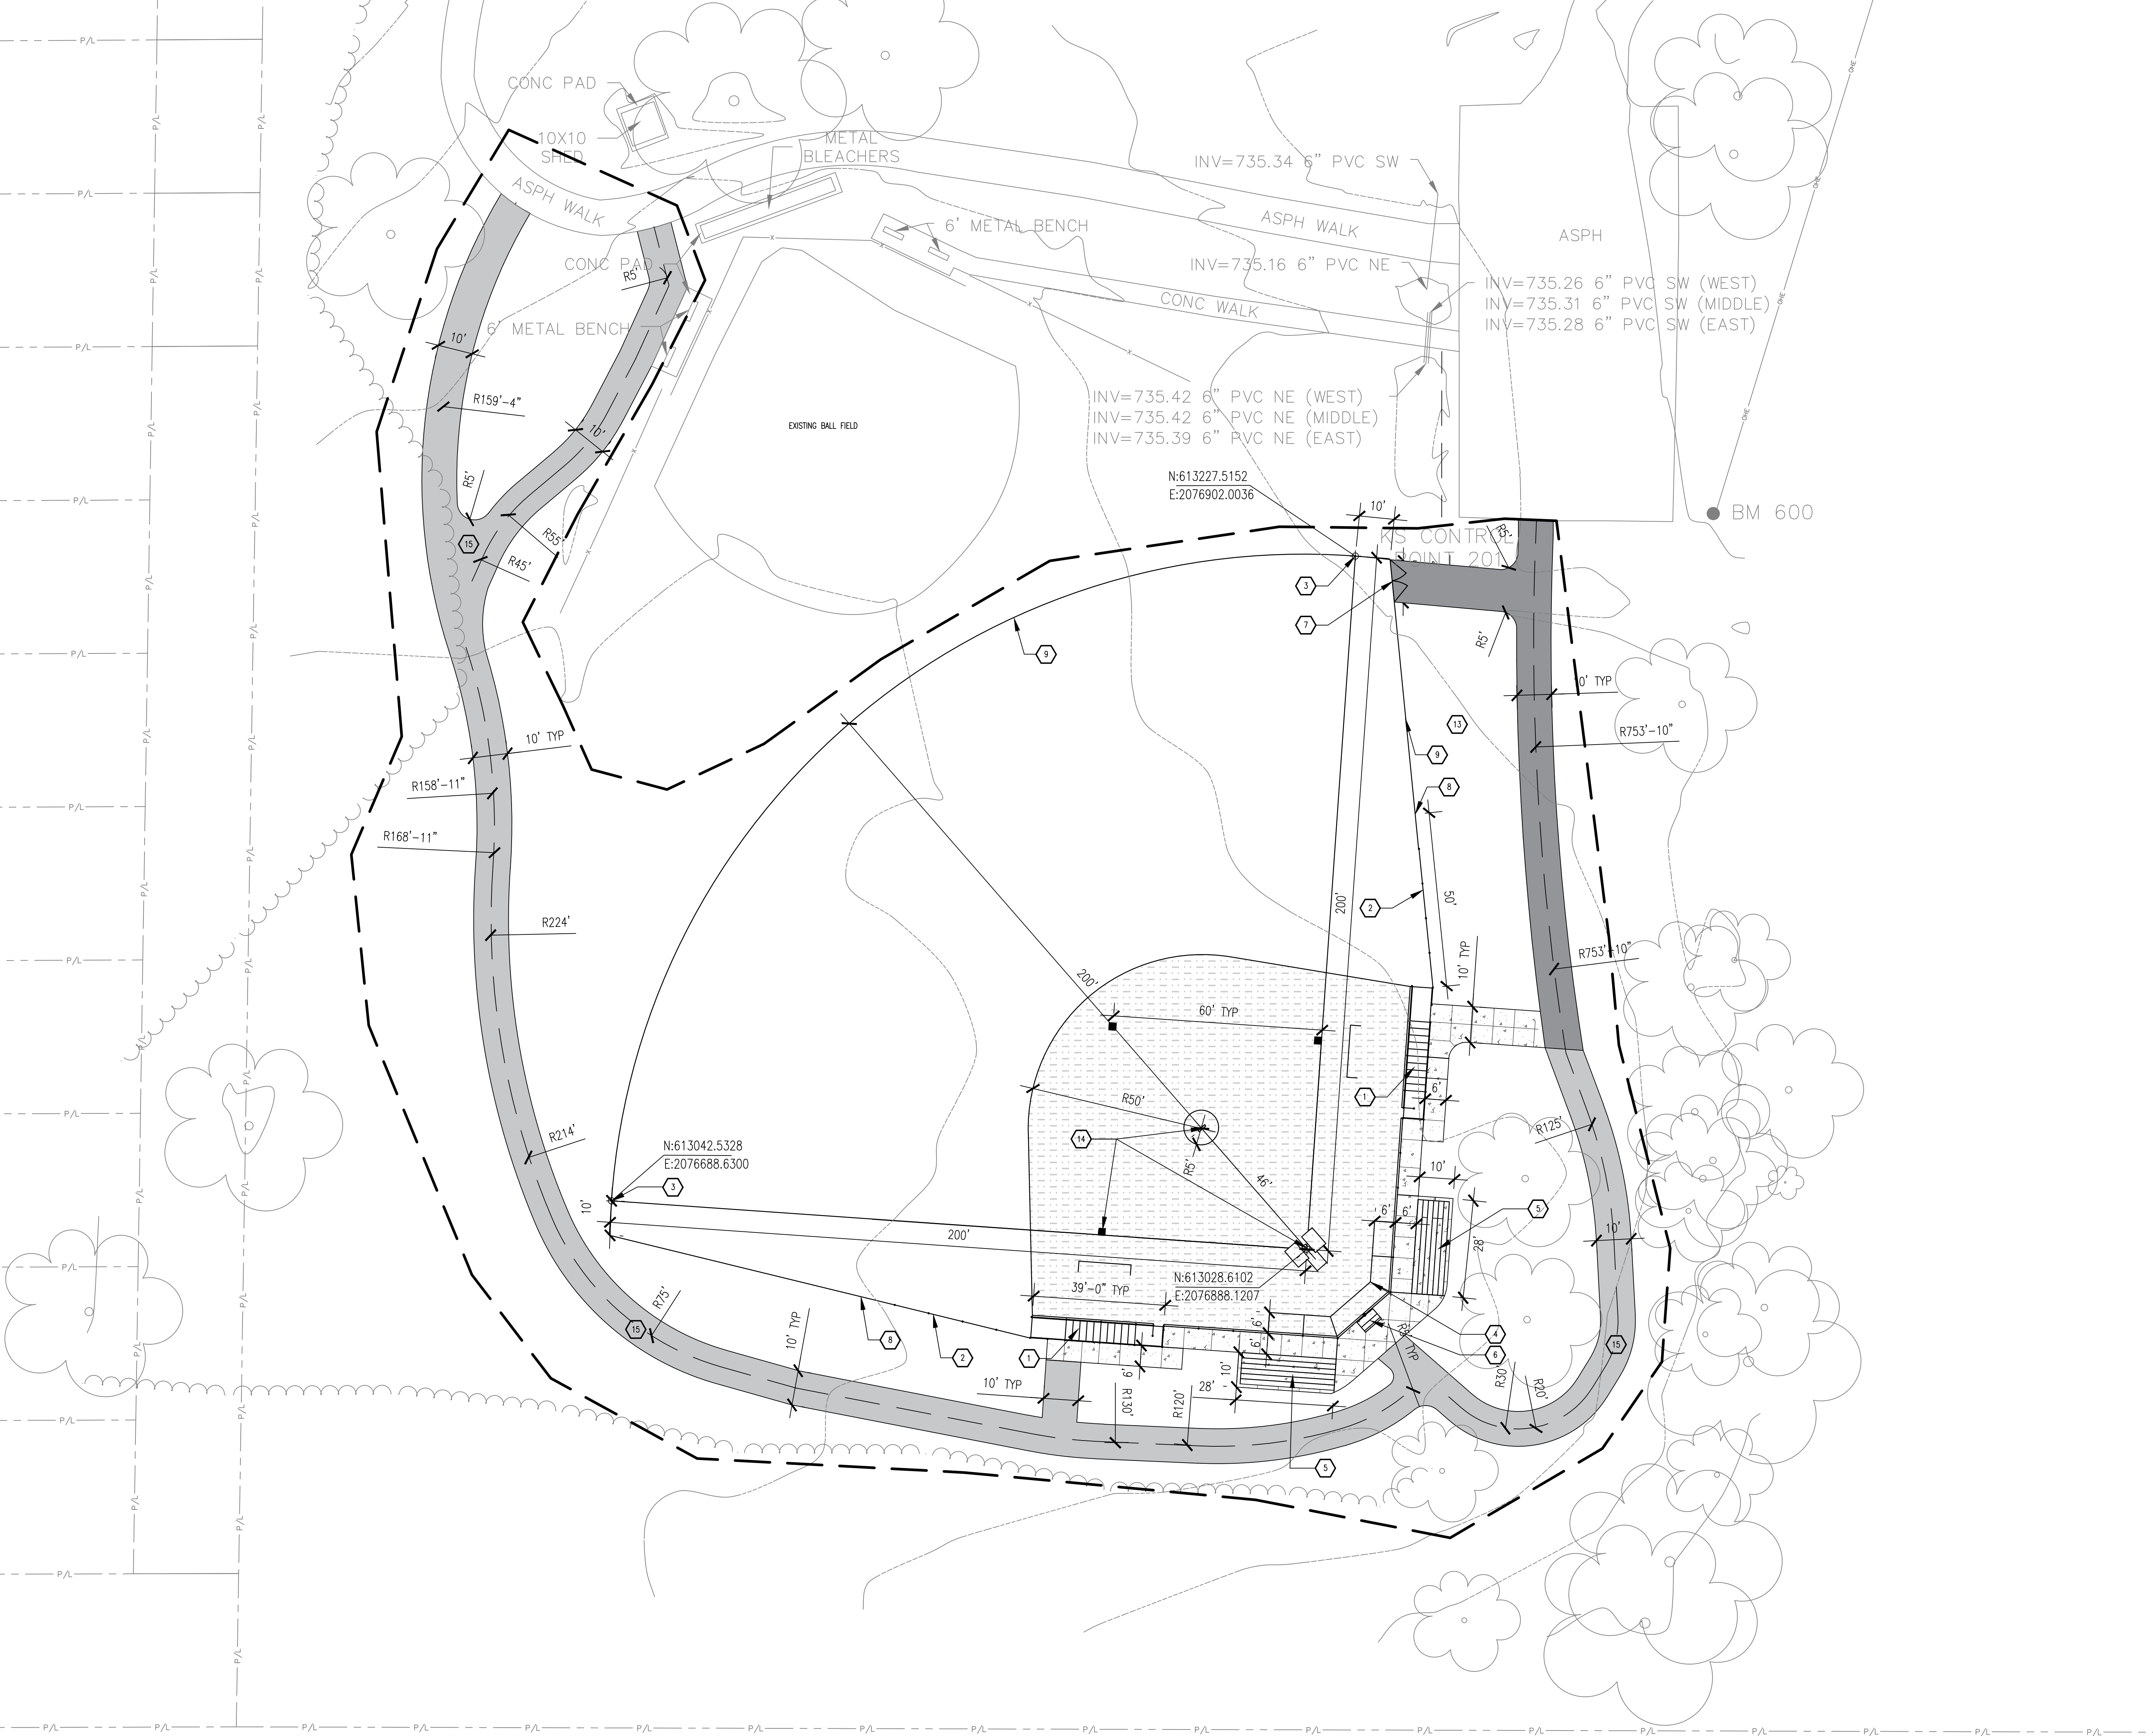 P/L
CONC PAD
10X10
SHED
METAL
BLEACHERS
ASPH WALK
6' METAL BENCH
CONC PAD
6' METAL BENCH
INV=735.34 6" PVC SW
ASPH WALK
INV=735.16 6" PVC NE
CONC WALK
ASPH
OHE
INV=735.26 6" PVC SW (WEST)
INV=735.31 6" PVC SW (MIDDLE)
INV=735.28 6" PVC SW (EAST)
INV=735.42 6" PVC NE (WEST)
INV=735.42 6" PVC NE (MIDDLE)
INV=735.39 6" PVC NE (EAST)
EXISTING BALL FIELD
R5'
10'
R159'-4"
10'
R5'
15
R55'
R45'
N:613227.5152
E:2076902.0036
10'
KS CONTROL
POINT 201
R5'
BM 600
3
7
9
R5'
10' TYP
13
9
R753'-10"
8
10' TYP
R158'-11"
R168'-11"
R224'
2
200'
50'
R753'-10"
10' TYP
200'
60' TYP
1
6'
R50'
14
R5'
46'
R125'
10'
R214'
N:613042.5328
E:2076688.6300
3
10'
200'
6'
6'
5
28'
10'
N:613028.6102
E:2076888.1207
39'-0" TYP
R75'
15
10' TYP
8
2
1
6'
6'
10'
R5' TYP
4
6
15
10' TYP
6'
R130'
R120'
28'
R30'
R20'
5